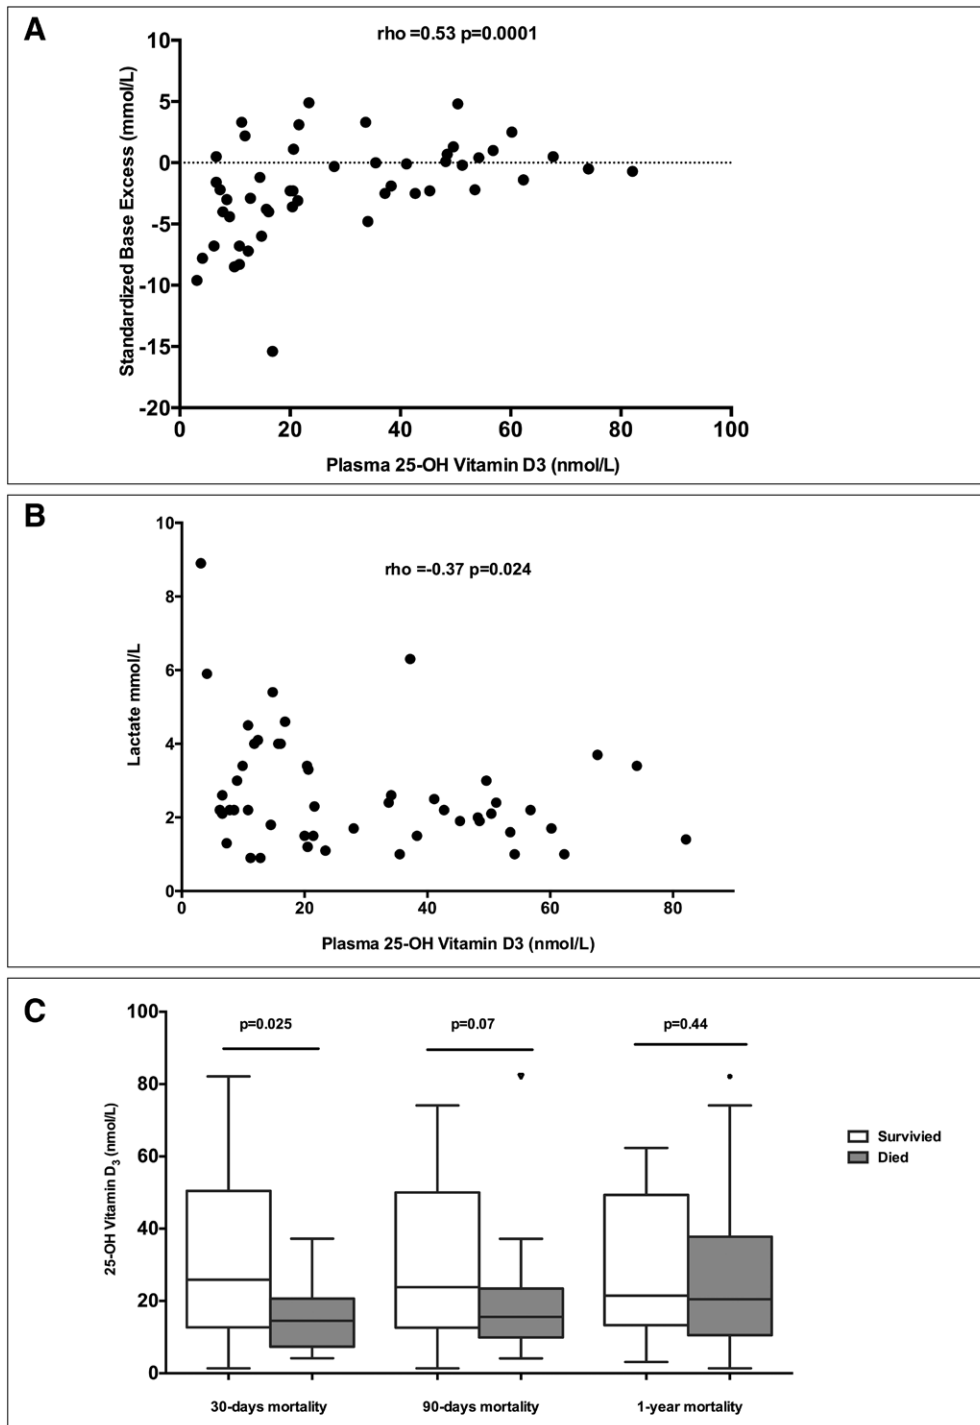 A
rho =0.53 p=0.0001
Standardized Base Excess (mmol/L)
10
5
0
-5
-10
-15
-20
0 20 40 60 80 100
Plasma 25-OH Vitamin D3 (nmol/L)
B
rho =-0.37 p=0.024
Lactate mmol/L
10
8
6
4
2
0
0 20 40 60 80
Plasma 25-OH Vitamin D3 (nmol/L)
C
25-OH Vitamin D3 (nmol/L)
100
80
60
40
20
0
p=0.025 p=0.07 p=0.44
Survivied
Died
30-days mortality 90-days mortality 1-year mortality